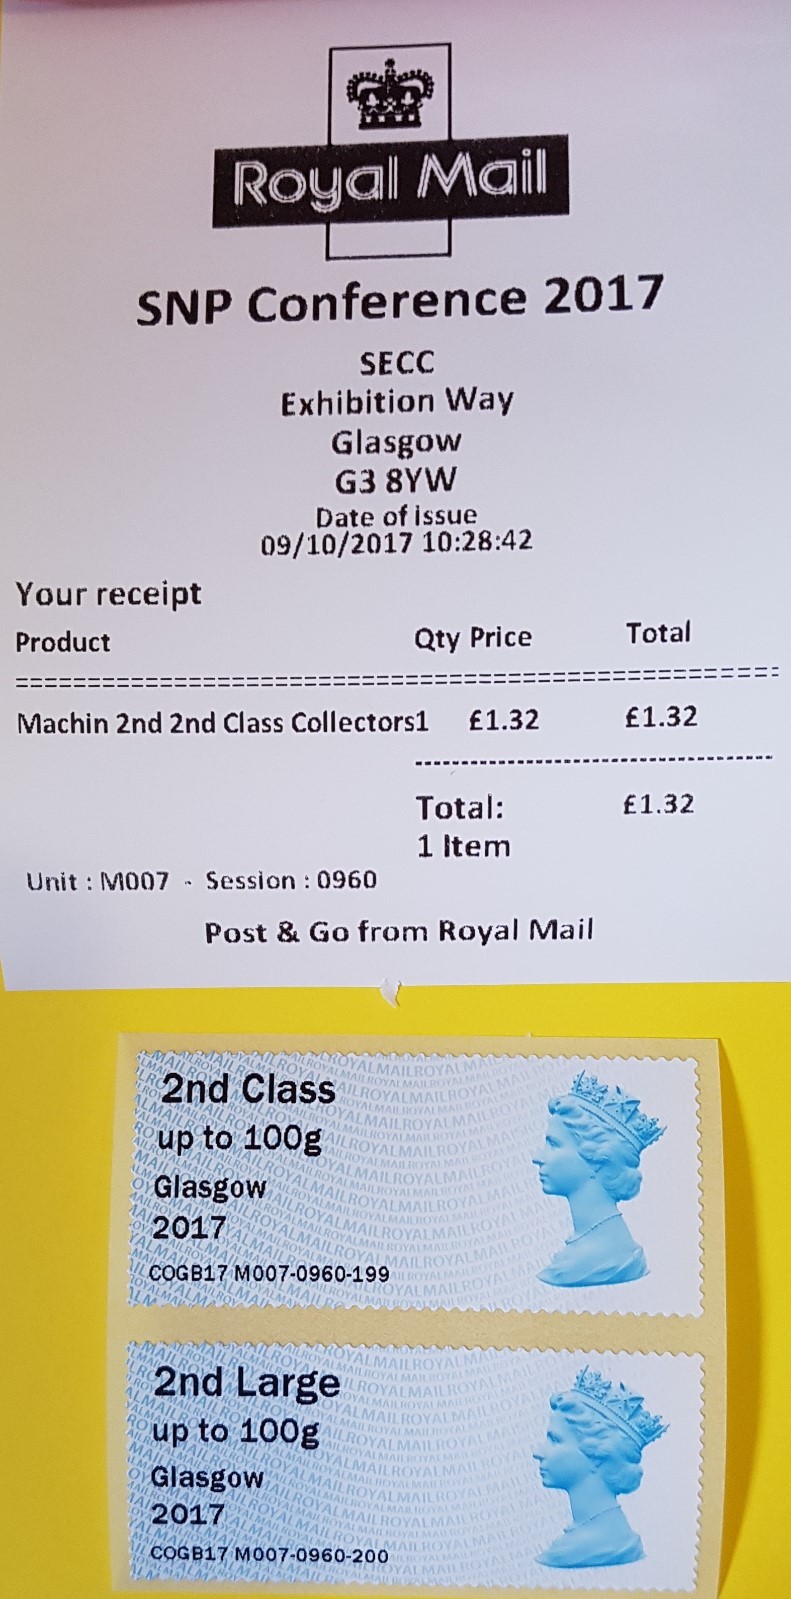 Royal Mail
SNP Conference 2017
SECC
Exhibition Way
Glasgow
G3 8YW
Date of issue
09/10/2017 10:28:42
Your receipt
Product Qty Price Total
======================================================
Machin 2nd 2nd Class Collectors1 £1.32 £1.32
----------------------------------------
Total: £1.32
1 Item
Unit : M007 - Session : 0960
Post & Go from Royal Mail
2nd Class
up to 100g
Glasgow
2017
COGB17 M007-0960-199
2nd Large
up to 100g
Glasgow
2017
COGB17 M007-0960-200